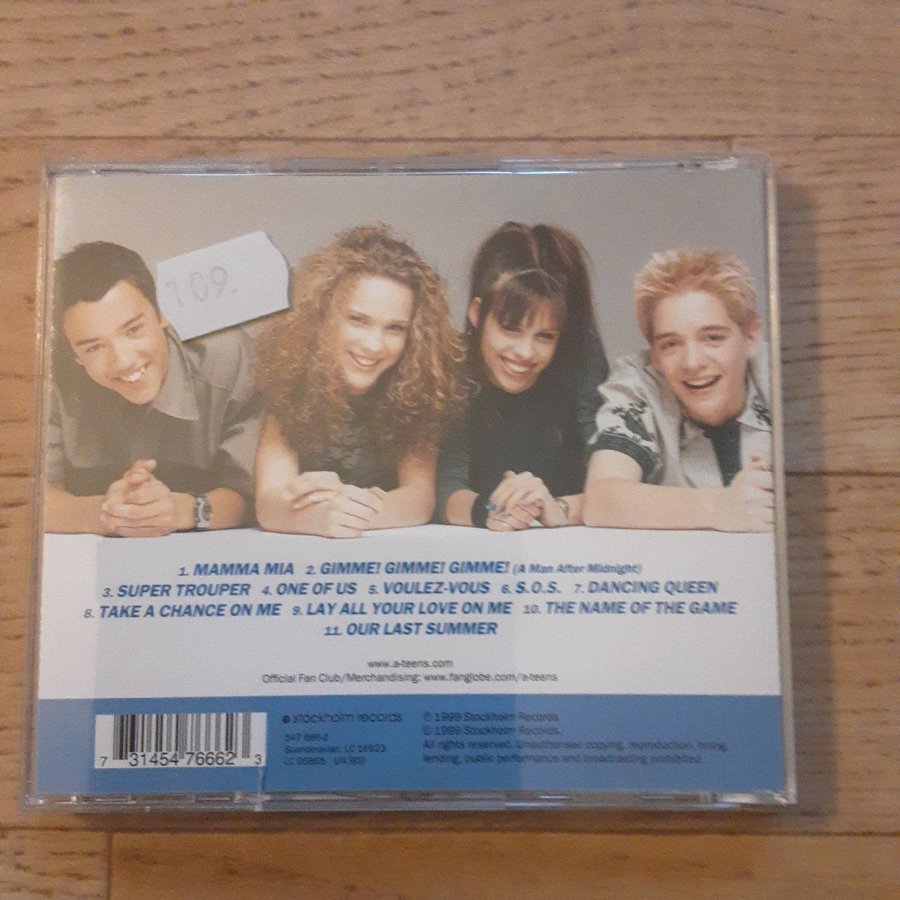 109.
1. MAMMA MIA 2. GIMME! GIMME! GIMME! (A Man After Midnight)
3. SUPER TROUPER 4. ONE OF US 5. VOULEZ-VOUS 6. S.O.S. 7. DANCING QUEEN
8. TAKE A CHANCE ON ME 9. LAY ALL YOUR LOVE ON ME 10. THE NAME OF THE GAME
11. OUR LAST SUMMER
www.a-teens.com
Official Fan Club/Merchandising: www.fanglobe.com/a-teens
stockholm records
547 666-2
Scandinavian: LC 16923
LC 05865 UN 900
℗ 1999 Stockholm Records
© 1999 Stockholm Records.
All rights reserved. Unauthorised copying, reproduction, hiring,
lending, public performance and broadcasting prohibited.
7 31454 76662 3